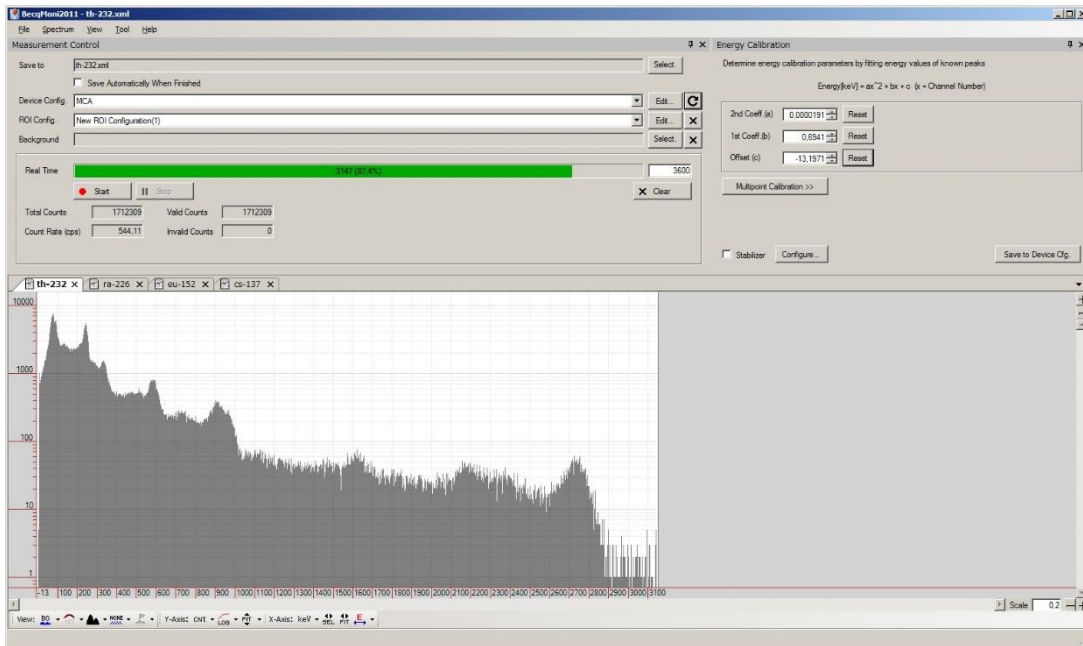 BecqMoni2011 - th-232.xml
File Spectrum View Tool Help
Measurement Control
Save to th-232.xml Select.
Save Automatically When Finished
Device Config. MCA Edit... C
ROI Config. New ROI Configuration(1) Edit... X
Background Select. X
Real Time 3147 (87,4%) 3600
Start Stop X Clear
Total Counts 1712309 Valid Counts 1712309
Count Rate (cps) 544,11 Invalid Counts 0
Energy Calibration
Determine energy calibration parameters by fitting energy values of known peaks
Energy[keV] = ax^2 + bx + c (x = Channel Number)
2nd Coeff.(a) 0,0000191 Reset
1st Coeff.(b) 0,6941 Reset
Offset (c) -13,1971 Reset
Multipoint Calibration >>
Stabilizer Configure... Save to Device Cfg.
th-232 X ra-226 X eu-152 X cs-137 X
10000
1000
100
10
1
-13 100 200 300 400 500 600 700 800 900 1000 1100 1200 1300 1400 1500 1600 1700 1800 1900 2000 2100 2200 2300 2400 2500 2600 2700 2800 2900 3000 3100
Scale 0.2
View: BG NONE Y-Axis: CNT LOG FIT X-Axis: keV SEL FIT E